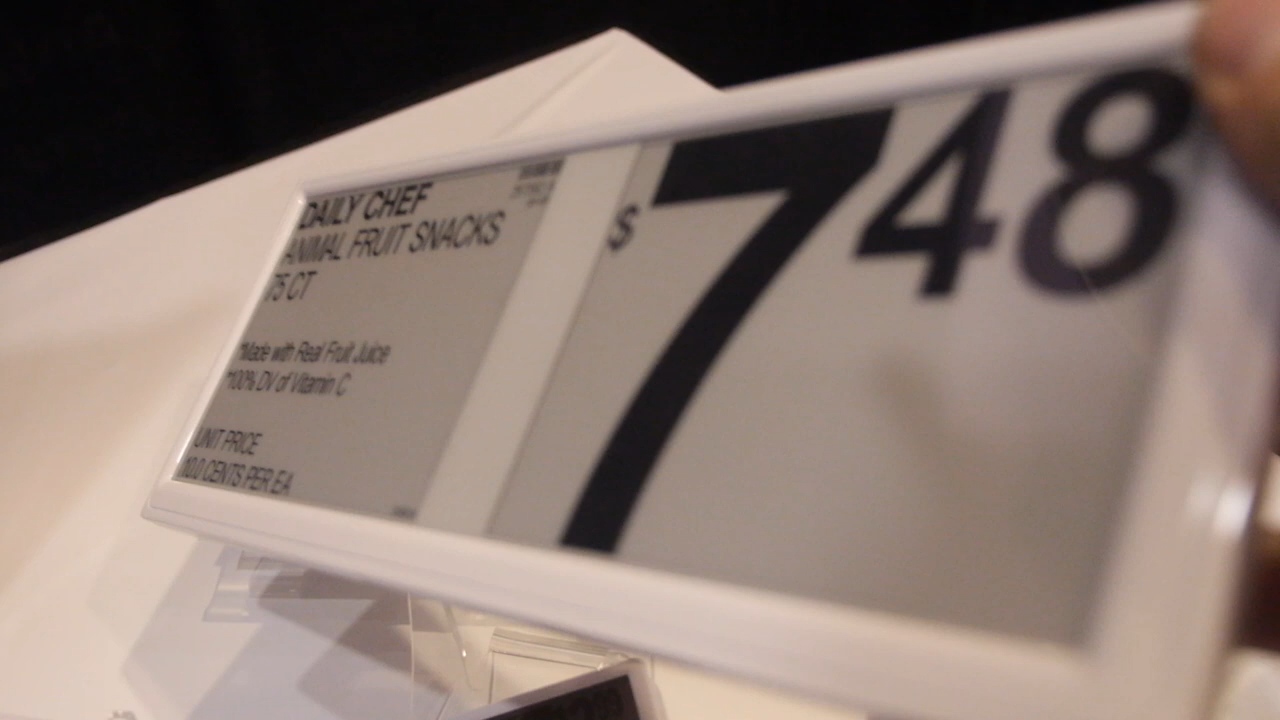 DAILY CHEF
ANIMAL FRUIT SNACKS
75 CT
*Made with Real Fruit Juice
*100% DV of Vitamin C
UNIT PRICE
10.0 CENTS PER EA
$748